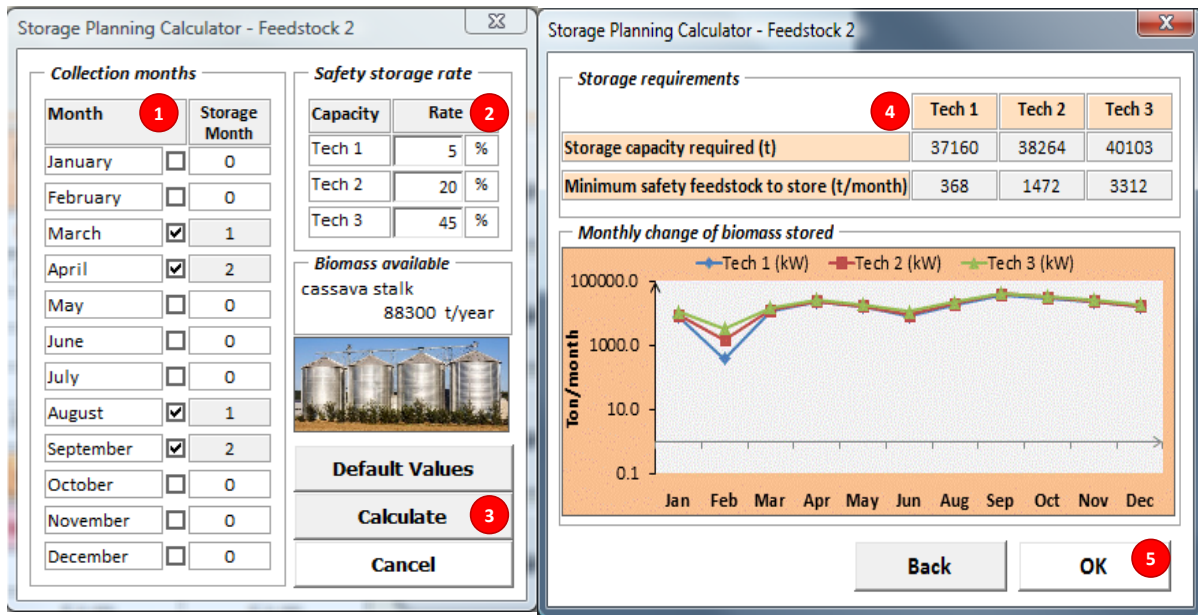 Storage Planning Calculator - Feedstock 2
Collection months
Month 1 Storage Month
January 0
February 0
March 1
April 2
May 0
June 0
July 0
August 1
September 2
October 0
November 0
December 0
Safety storage rate
Capacity Rate 2
Tech 1 5 %
Tech 2 20 %
Tech 3 45 %
Biomass available
cassava stalk
88300 t/year
Default Values
Calculate 3
Cancel
Storage Planning Calculator - Feedstock 2
Storage requirements
4 Tech 1 Tech 2 Tech 3
Storage capacity required (t) 37160 38264 40103
Minimum safety feedstock to store (t/month) 368 1472 3312
Monthly change of biomass stored
Tech 1 (kW) Tech 2 (kW) Tech 3 (kW)
Ton/month
100000.0
1000.0
10.0
0.1
Jan Feb Mar Apr May Jun Aug Sep Oct Nov Dec
Back OK 5